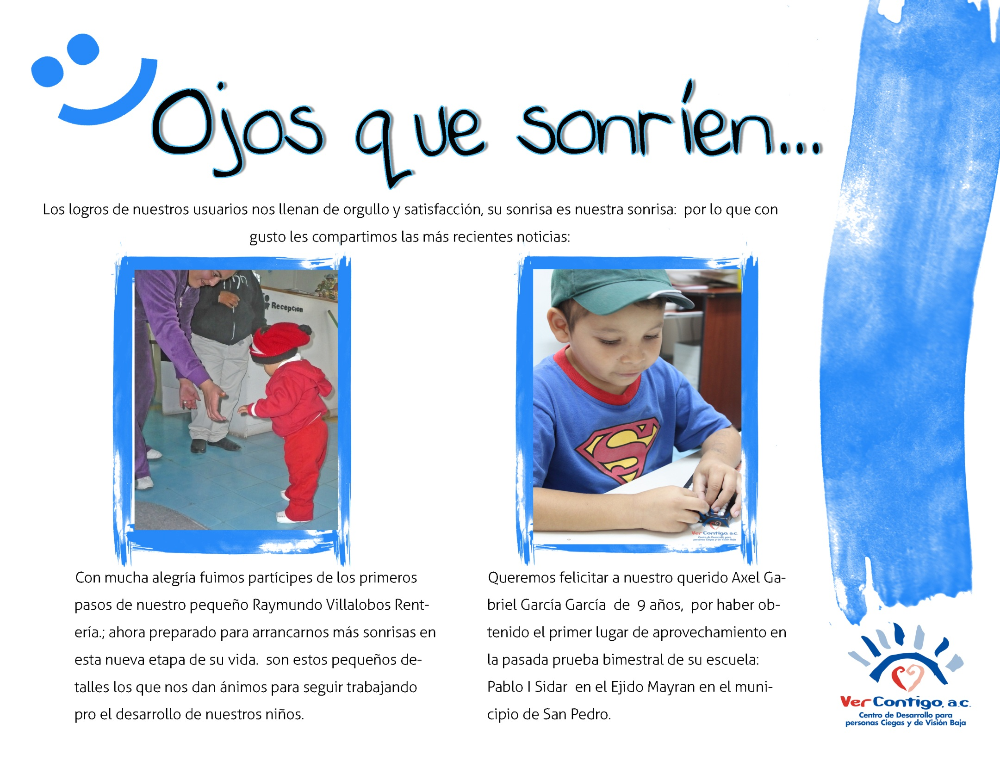 Ojos que sonríen...
Los logros de nuestros usuarios nos llenan de orgullo y satisfacción, su sonrisa es nuestra sonrisa: por lo que con
gusto les compartimos las más recientes noticias:
Recepcion
Ver Contigo, a.c.
Centro de Desarrollo para
personas Ciegas y de Visión Baja
Con mucha alegría fuimos partícipes de los primeros
pasos de nuestro pequeño Raymundo Villalobos Rent-
ería.; ahora preparado para arrancarnos más sonrisas en
esta nueva etapa de su vida. son estos pequeños de-
talles los que nos dan ánimos para seguir trabajando
pro el desarrollo de nuestros niños.
Queremos felicitar a nuestro querido Axel Ga-
briel García García de 9 años, por haber ob-
tenido el primer lugar de aprovechamiento en
la pasada prueba bimestral de su escuela:
Pablo I Sidar en el Ejido Mayran en el muni-
cipio de San Pedro.
Ver Contigo, a.c.
Centro de Desarrollo para
personas Ciegas y de Visión Baja